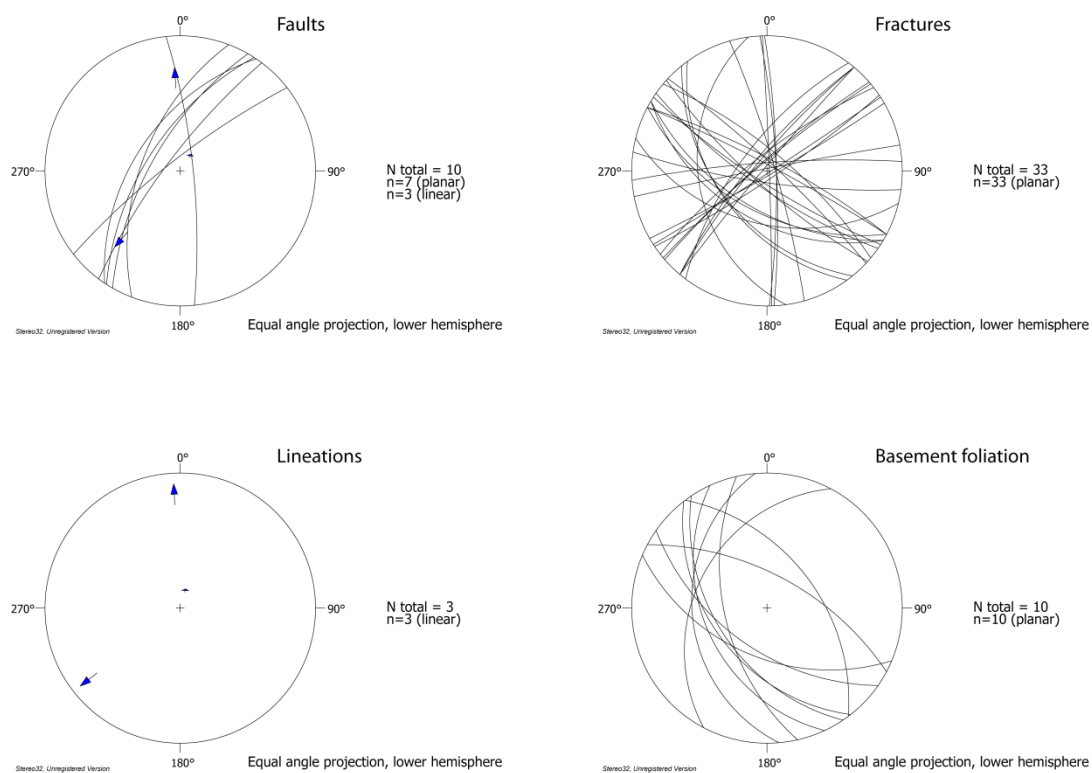 Faults
0°
270°
90°
N total = 10
n=7 (planar)
n=3 (linear)
180°
Stereo32, Unregistered Version
Equal angle projection, lower hemisphere
Fractures
0°
270°
90°
N total = 33
n=33 (planar)
180°
Stereo32, Unregistered Version
Equal angle projection, lower hemisphere
Lineations
0°
270°
90°
N total = 3
n=3 (linear)
180°
Stereo32, Unregistered Version
Equal angle projection, lower hemisphere
Basement foliation
0°
270°
90°
N total = 10
n=10 (planar)
180°
Stereo32, Unregistered Version
Equal angle projection, lower hemisphere